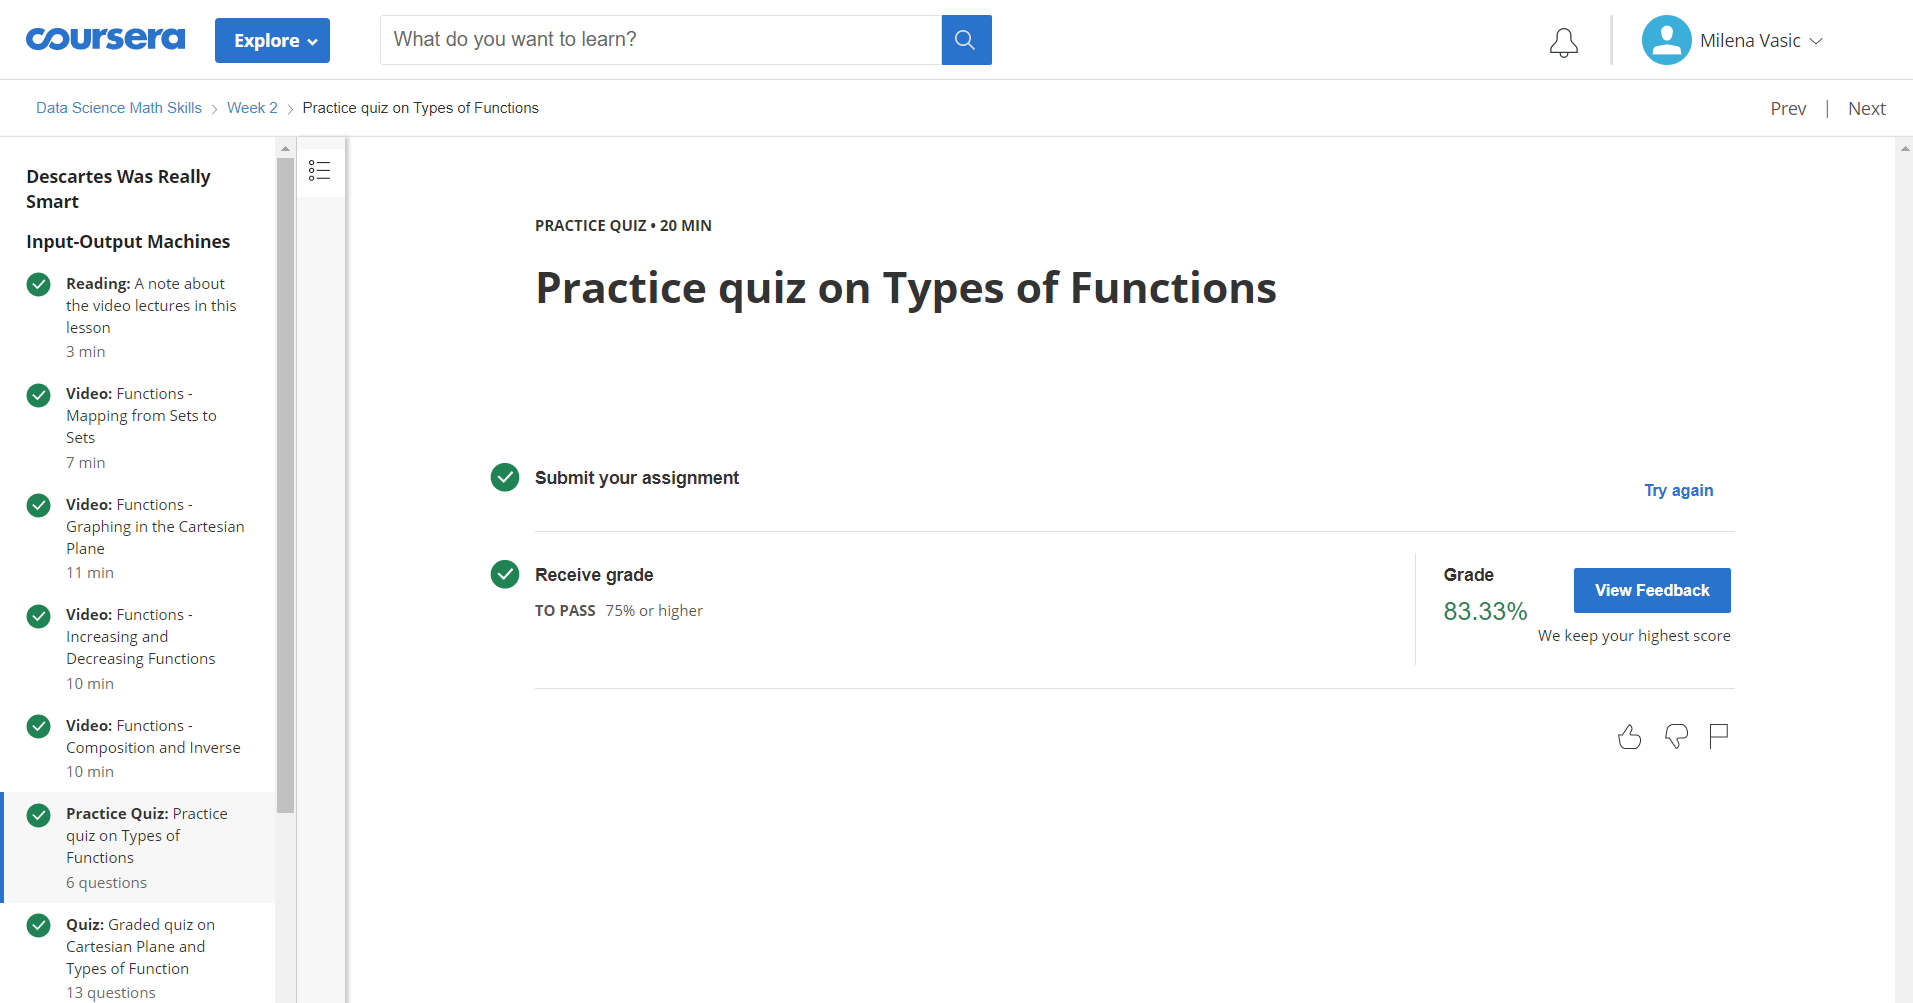 coursera
Explore
What do you want to learn?
Milena Vasic
Data Science Math Skills
Week 2
Practice quiz on Types of Functions
Prev | Next
Descartes Was Really
Smart
Input-Output Machines
Reading: A note about
the video lectures in this
lesson
3 min
Video: Functions -
Mapping from Sets to
Sets
7 min
Video: Functions -
Graphing in the Cartesian
Plane
11 min
Video: Functions -
Increasing and
Decreasing Functions
10 min
Video: Functions -
Composition and Inverse
10 min
Practice Quiz: Practice
quiz on Types of
Functions
6 questions
Quiz: Graded quiz on
Cartesian Plane and
Types of Function
13 questions
PRACTICE QUIZ • 20 MIN
Practice quiz on Types of Functions
Submit your assignment
Try again
Receive grade
TO PASS 75% or higher
Grade
83.33%
View Feedback
We keep your highest score